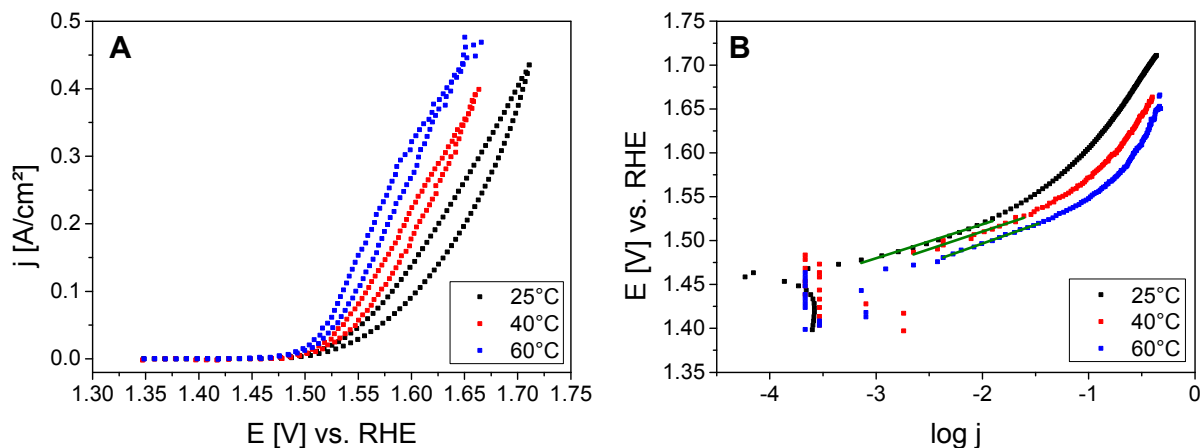 A
0.5
0.4
0.3
0.2
0.1
0.0
j [A/cm²]
25°C
40°C
60°C
1.30 1.35 1.40 1.45 1.50 1.55 1.60 1.65 1.70 1.75
E [V] vs. RHE
B
1.75
1.70
1.65
1.60
1.55
1.50
1.45
1.40
1.35
E [V] vs. RHE
25°C
40°C
60°C
-4 -3 -2 -1 0
log j